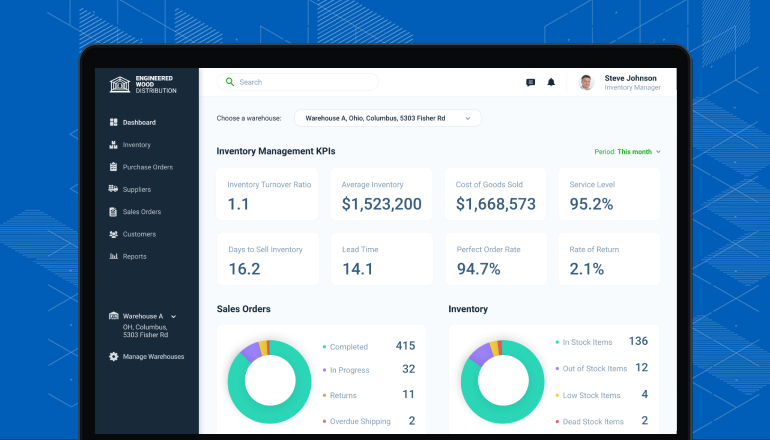 ENGINEERED
WOOD
DISTRIBUTION
Dashboard
Inventory
Purchase Orders
Suppliers
Sales Orders
Customers
Reports
Warehouse A
OH, Columbus,
5303 Fisher Rd
Manage Warehouses
Search
Steve Johnson
Inventory Manager
Choose a warehouse:
Warehouse A, Ohio, Columbus, 5303 Fisher Rd
Inventory Management KPIs
Period: This month
Inventory Turnover Ratio
1.1
Average Inventory
$1,523,200
Cost of Goods Sold
$1,668,573
Service Level
95.2%
Days to Sell Inventory
16.2
Lead Time
14.1
Perfect Order Rate
94.7%
Rate of Return
2.1%
Sales Orders
Completed 415
In Progress 32
Returns 11
Overdue Shipping 2
Inventory
In Stock Items 136
Out of Stock Items 12
Low Stock Items 4
Dead Stock Items 2